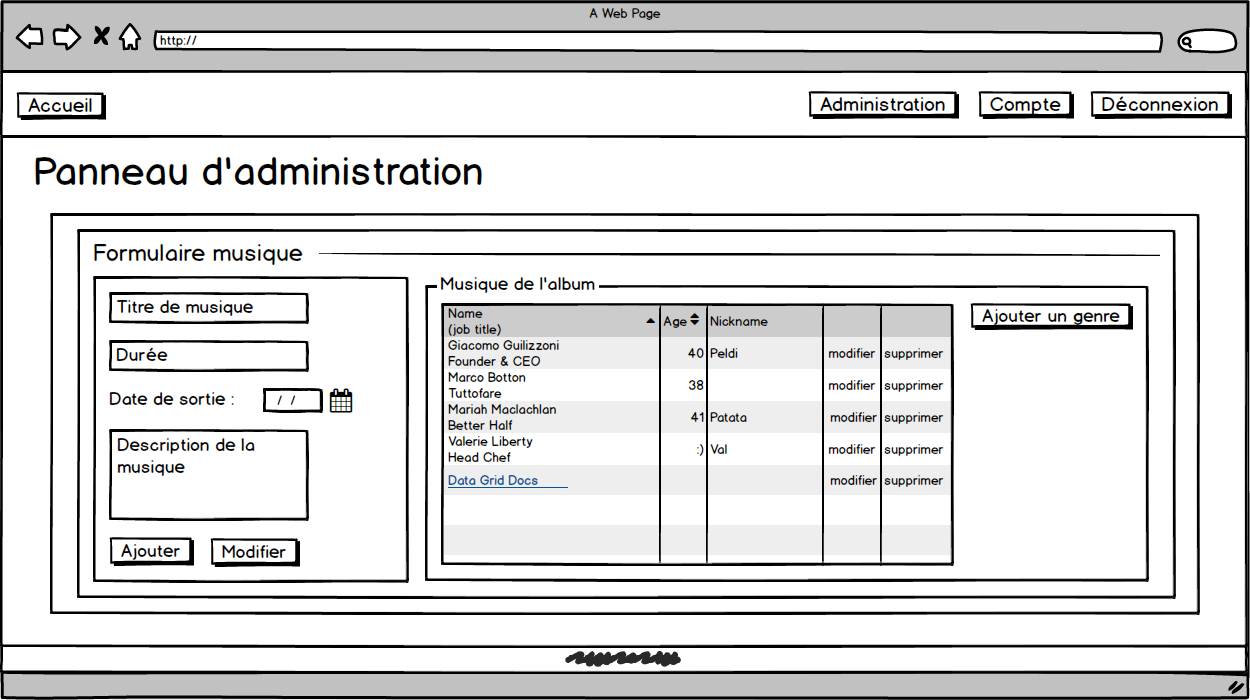 A Web Page
http://
Accueil
Administration
Compte
Déconnexion
Panneau d'administration
Formulaire musique
Titre de musique
Durée
Date de sortie :
/ /
Description de la
musique
Ajouter
Modifier
Musique de l'album
Name
(job title)
Age
Nickname
Giacomo Guilizzoni
Founder & CEO
40
Peldi
modifier
supprimer
Marco Botton
Tuttofare
38
modifier
supprimer
Mariah Maclachlan
Better Half
41
Patata
modifier
supprimer
Valerie Liberty
Head Chef
:)
Val
modifier
supprimer
Data Grid Docs
modifier
supprimer
Ajouter un genre